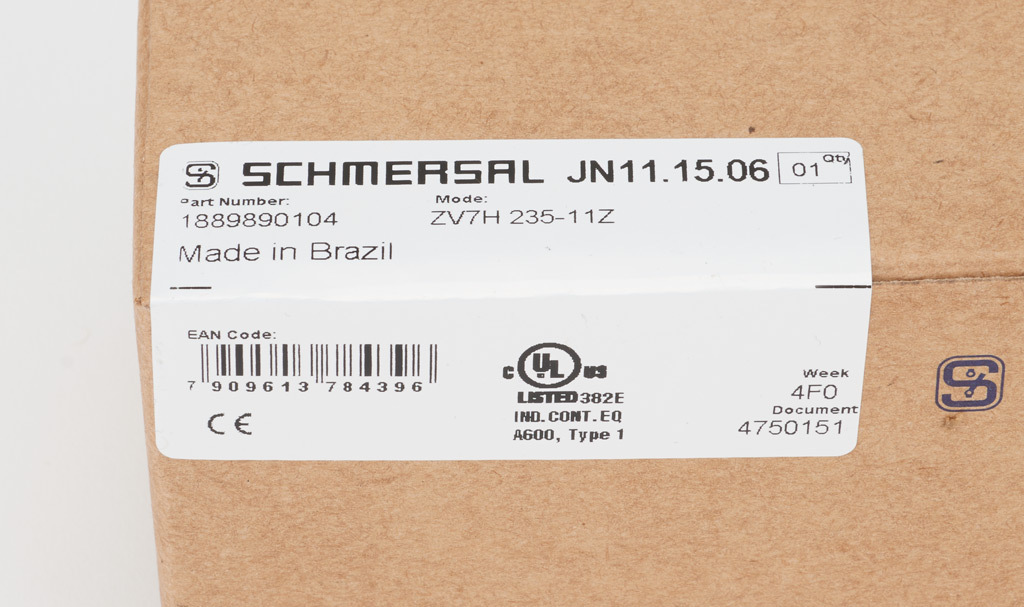 SCHMERSAL JN11.15.06 01 Qty
Part Number: Mode:
1889890104 ZV7H 235-11Z
Made in Brazil
EAN Code:
7 909613 784396
CE
C UL US
LISTED 382E
IND.CONT.EQ
A600, Type 1
Week
4F0
Document
4750151